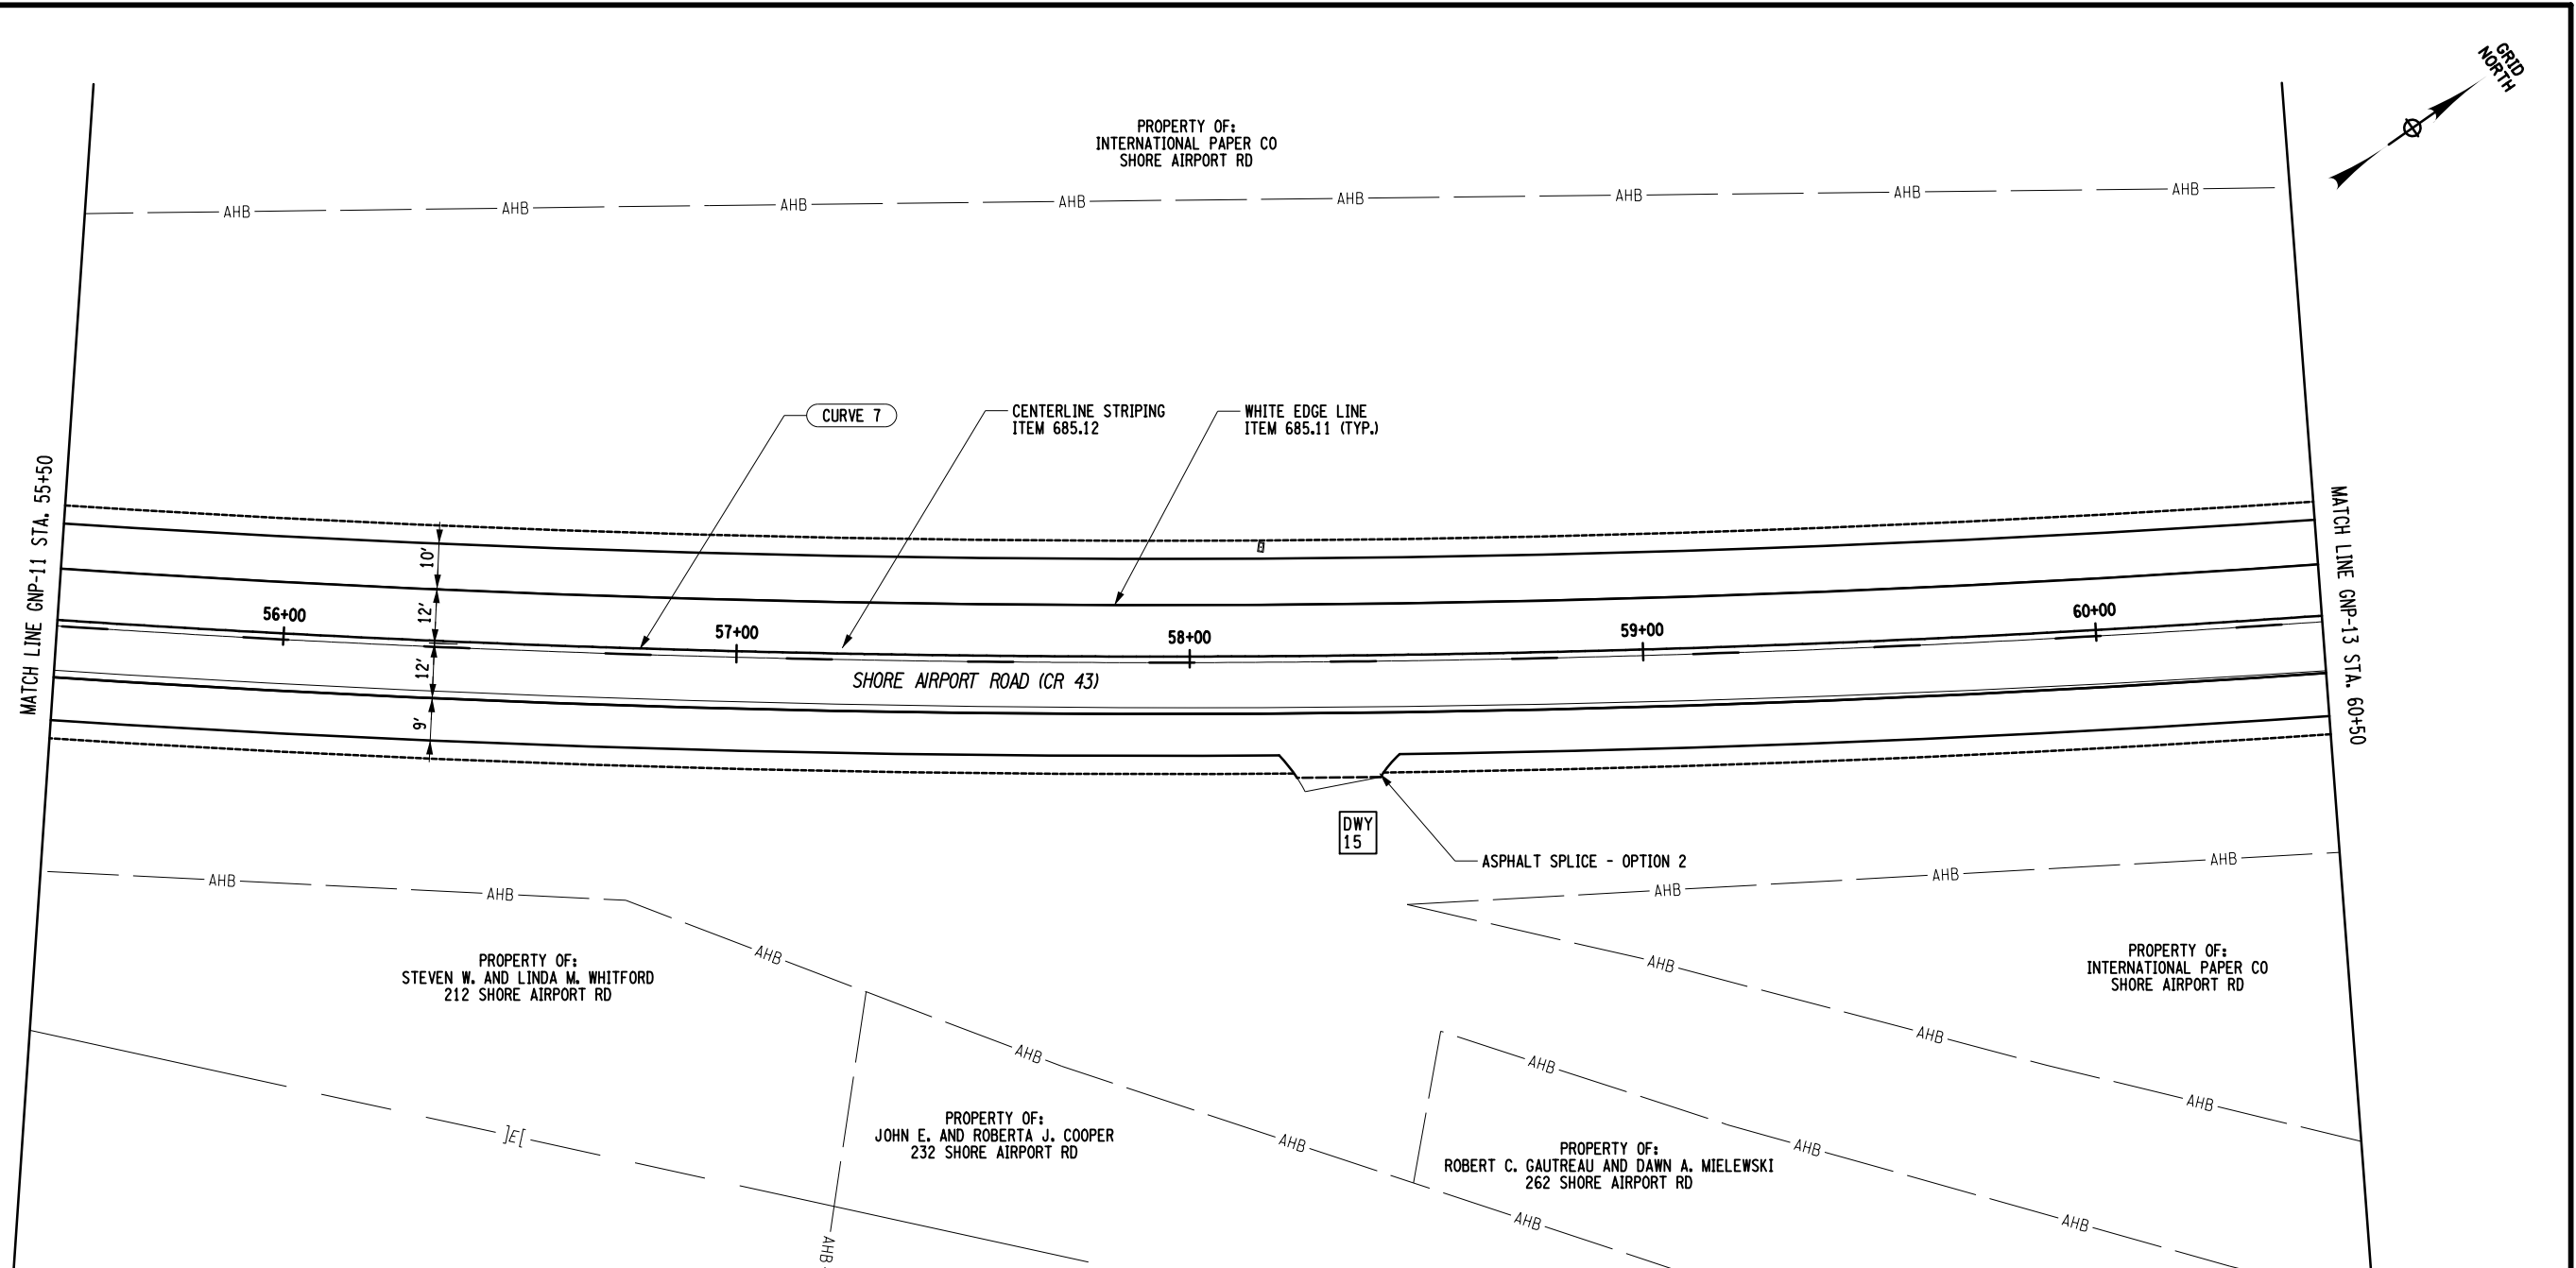 GRID
NORTH
PROPERTY OF:
INTERNATIONAL PAPER CO
SHORE AIRPORT RD
AHB
AHB
AHB
AHB
AHB
AHB
AHB
AHB
CURVE 7
CENTERLINE STRIPING
ITEM 685.12
WHITE EDGE LINE
ITEM 685.11 (TYP.)
MATCH LINE GNP-11 STA. 55+50
MATCH LINE GNP-13 STA. 60+50
10'
12'
12'
9'
56+00
57+00
58+00
59+00
60+00
SHORE AIRPORT ROAD (CR 43)
DWY
15
ASPHALT SPLICE - OPTION 2
AHB
AHB
AHB
AHB
AHB
AHB
AHB
PROPERTY OF:
STEVEN W. AND LINDA M. WHITFORD
212 SHORE AIRPORT RD
AHB
AHB
AHB
PROPERTY OF:
INTERNATIONAL PAPER CO
SHORE AIRPORT RD
]E[
AHB
PROPERTY OF:
JOHN E. AND ROBERTA J. COOPER
232 SHORE AIRPORT RD
AHB
AHB
AHB
AHB
AHB
PROPERTY OF:
ROBERT C. GAUTREAU AND DAWN A. MIELEWSKI
262 SHORE AIRPORT RD